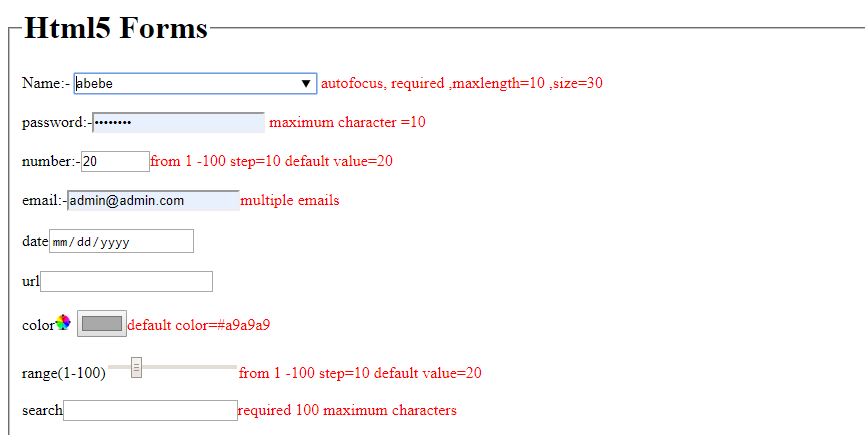 Html5 Forms
Name:- abebe autofocus, required ,maxlength=10 ,size=30
password:- •••••••• maximum character =10
number:- 20 from 1 -100 step=10 default value=20
email:- admin@admin.com multiple emails
date mm/dd/yyyy
url
color default color=#a9a9a9
range(1-100) from 1 -100 step=10 default value=20
search required 100 maximum characters